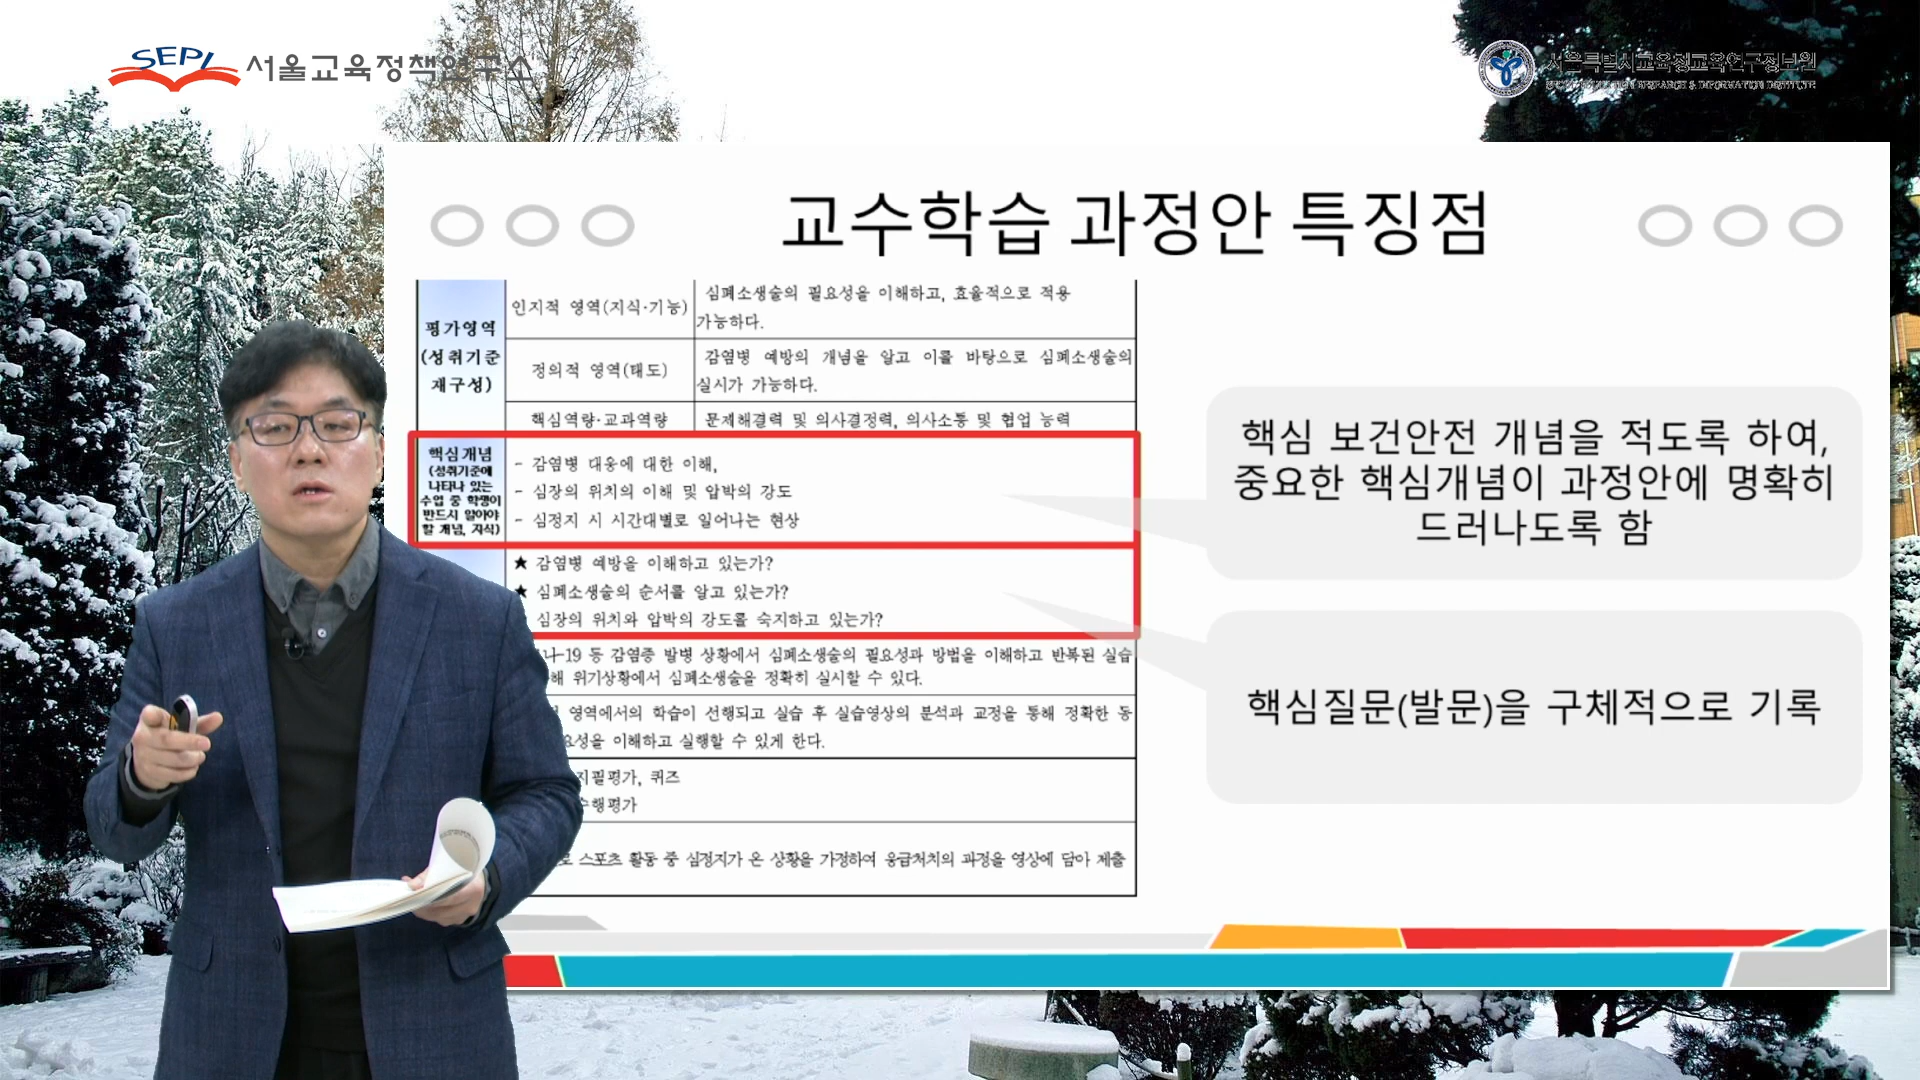 SEPI 서울교육정책연구소
서울특별시교육청교육연구정보원
교수학습 과정안 특징점
평가영역
(성취기준
재구성)
인지적 영역(지식·기능)
심폐소생술의 필요성을 이해하고, 효율적으로 적용
가능하다.
정의적 영역(태도)
감염병 예방의 개념을 알고 이를 바탕으로 심폐소생술의
실시가 가능하다.
핵심역량·교과역량
문제해결력 및 의사결정력, 의사소통 및 협업 능력
핵심개념
(성취기준에
나타나 있는
수업 중 학생이
반드시 알아야
할 개념, 지식)
- 감염병 대응에 대한 이해,
- 심장의 위치의 이해 및 압박의 강도
- 심정지 시 시간대별로 일어나는 현상
★ 감염병 예방을 이해하고 있는가?
★ 심폐소생술의 순서를 알고 있는가?
심장의 위치와 압박의 강도를 숙지하고 있는가?
나-19 등 감염증 발병 상황에서 심폐소생술의 필요성과 방법을 이해하고 반복된 실습
해 위기상황에서 심폐소생술을 정확히 실시할 수 있다.
영역에서의 학습이 선행되고 실습 후 실습영상의 분석과 교정을 통해 정확한 동
요성을 이해하고 실행할 수 있게 한다.
지필평가, 퀴즈
수행평가
로 스포츠 활동 중 심정지가 온 상황을 가정하여 응급처치의 과정을 영상에 담아 제출
핵심 보건안전 개념을 적도록 하여,
중요한 핵심개념이 과정안에 명확히
드러나도록 함
핵심질문(발문)을 구체적으로 기록